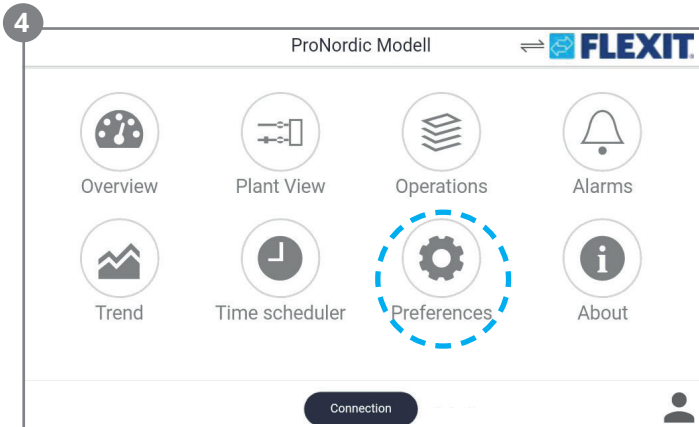 4
ProNordic Modell
FLEXIT.
Overview
Plant View
Operations
Alarms
Trend
Time scheduler
Preferences
About
Connection